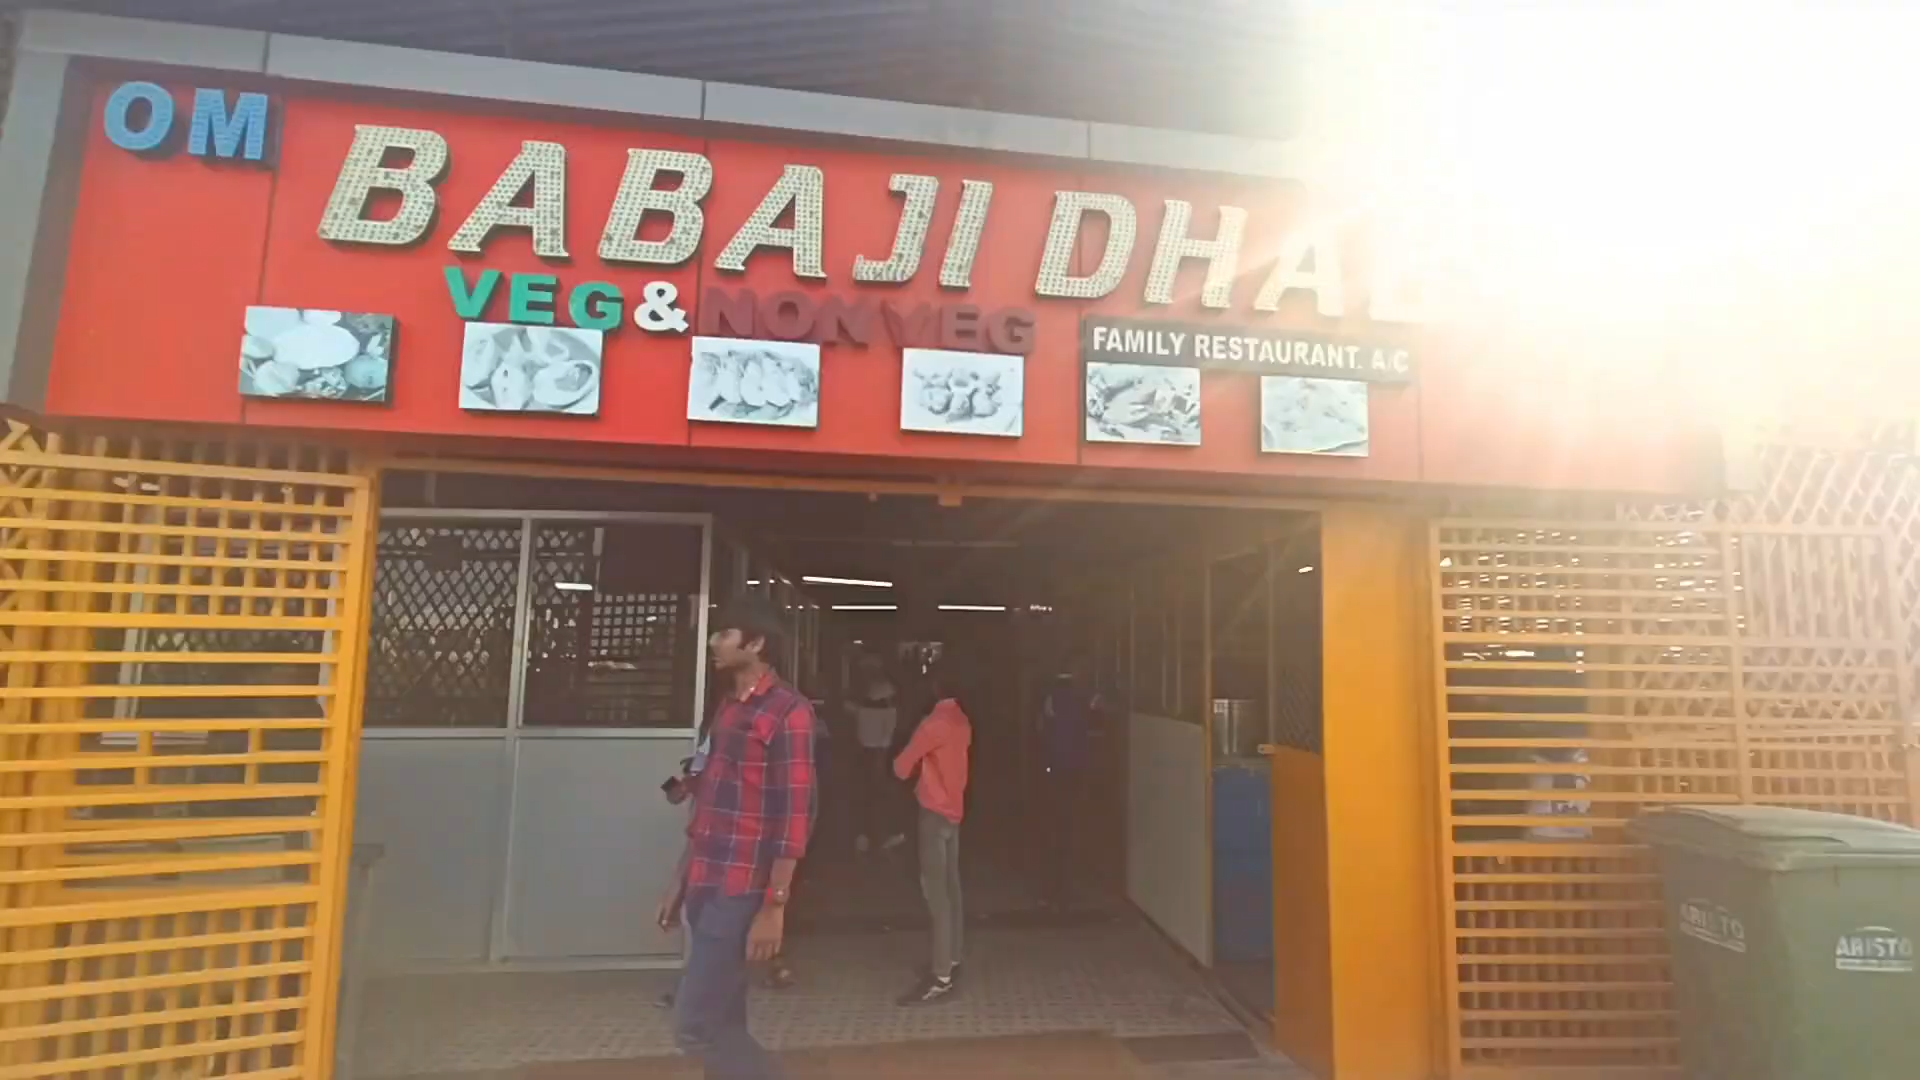 OM
BABAJI DHA
VEG & NONVEG
FAMILY RESTAURANT. A/C
ARISTO
ARISTO